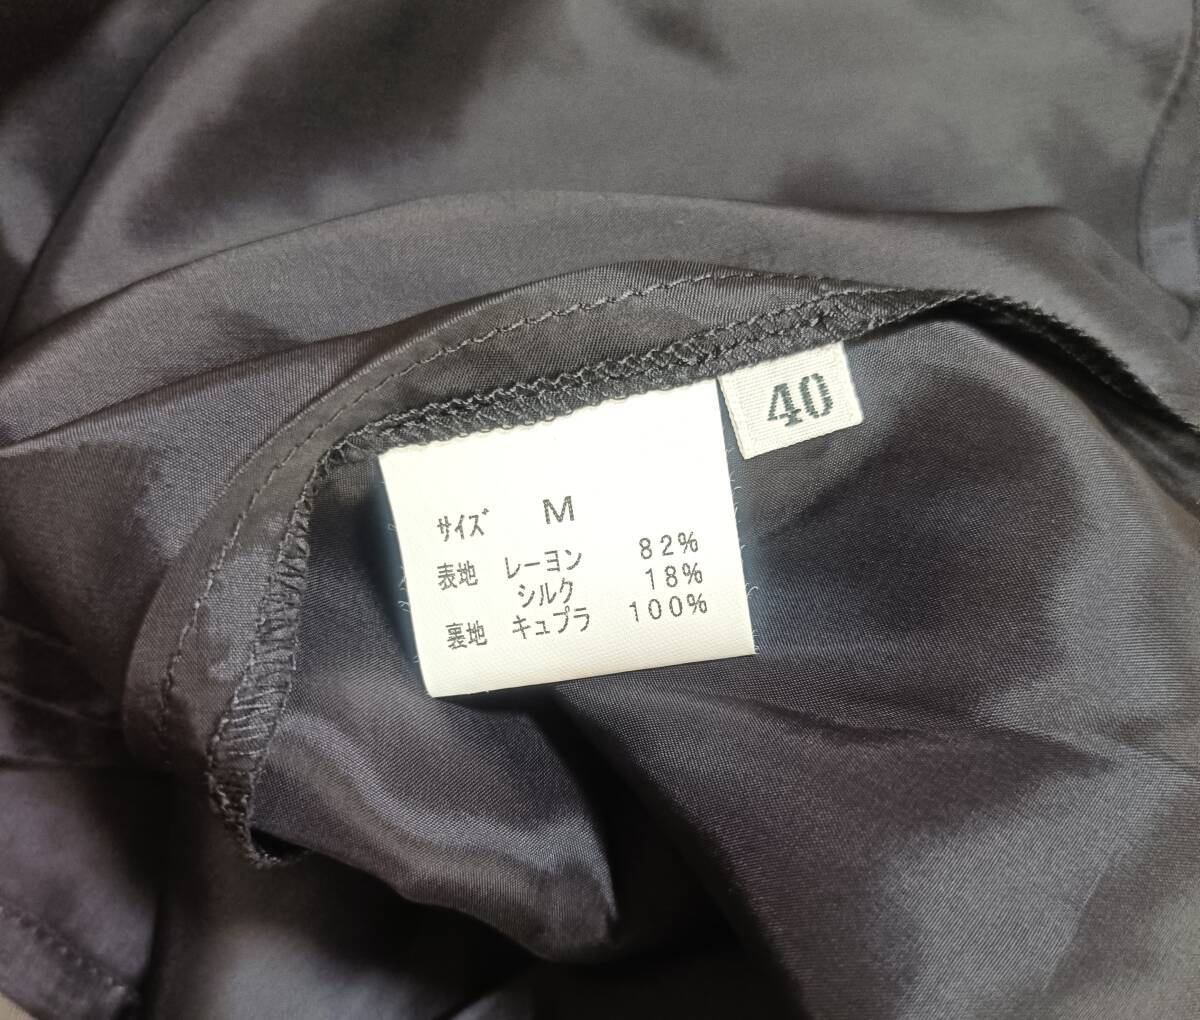 40
サイズ M
表地 レーヨン 82%
シルク 18%
裏地 キュプラ 100%